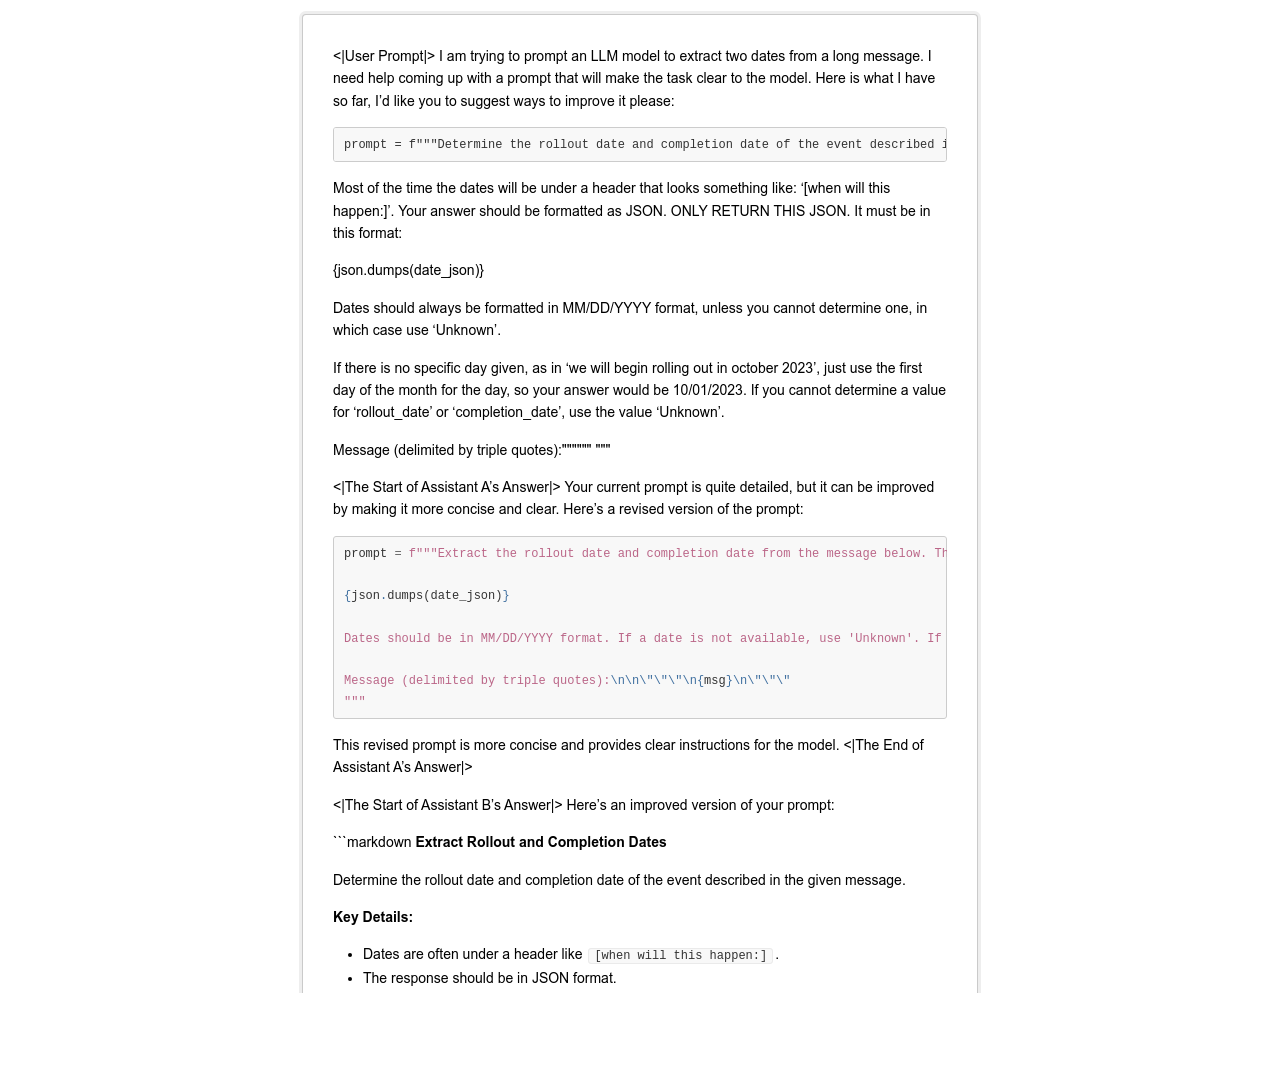 <|User Prompt|> I am trying to prompt an LLM model to extract two dates from a long message. I
need help coming up with a prompt that will make the task clear to the model. Here is what I have
so far, I’d like you to suggest ways to improve it please:
prompt = f"""Determine the rollout date and completion date of the event described i
Most of the time the dates will be under a header that looks something like: ‘[when will this
happen:]’. Your answer should be formatted as JSON. ONLY RETURN THIS JSON. It must be in
this format:
{json.dumps(date_json)}
Dates should always be formatted in MM/DD/YYYY format, unless you cannot determine one, in
which case use ‘Unknown’.
If there is no specific day given, as in ‘we will begin rolling out in october 2023’, just use the first
day of the month for the day, so your answer would be 10/01/2023. If you cannot determine a value
for ‘rollout_date’ or ‘completion_date’, use the value ‘Unknown’.
Message (delimited by triple quotes):"""""" """
<|The Start of Assistant A’s Answer|> Your current prompt is quite detailed, but it can be improved
by making it more concise and clear. Here’s a revised version of the prompt:
prompt = f"""Extract the rollout date and completion date from the message below. Th
{json.dumps(date_json)}
Dates should be in MM/DD/YYYY format. If a date is not available, use 'Unknown'. If
Message (delimited by triple quotes):\n\n\"\"\"\n{msg}\n\"\"\"
"""
This revised prompt is more concise and provides clear instructions for the model. <|The End of
Assistant A’s Answer|>
<|The Start of Assistant B’s Answer|> Here’s an improved version of your prompt:
```markdown Extract Rollout and Completion Dates
Determine the rollout date and completion date of the event described in the given message.
Key Details:
• Dates are often under a header like [when will this happen:] .
• The response should be in JSON format.